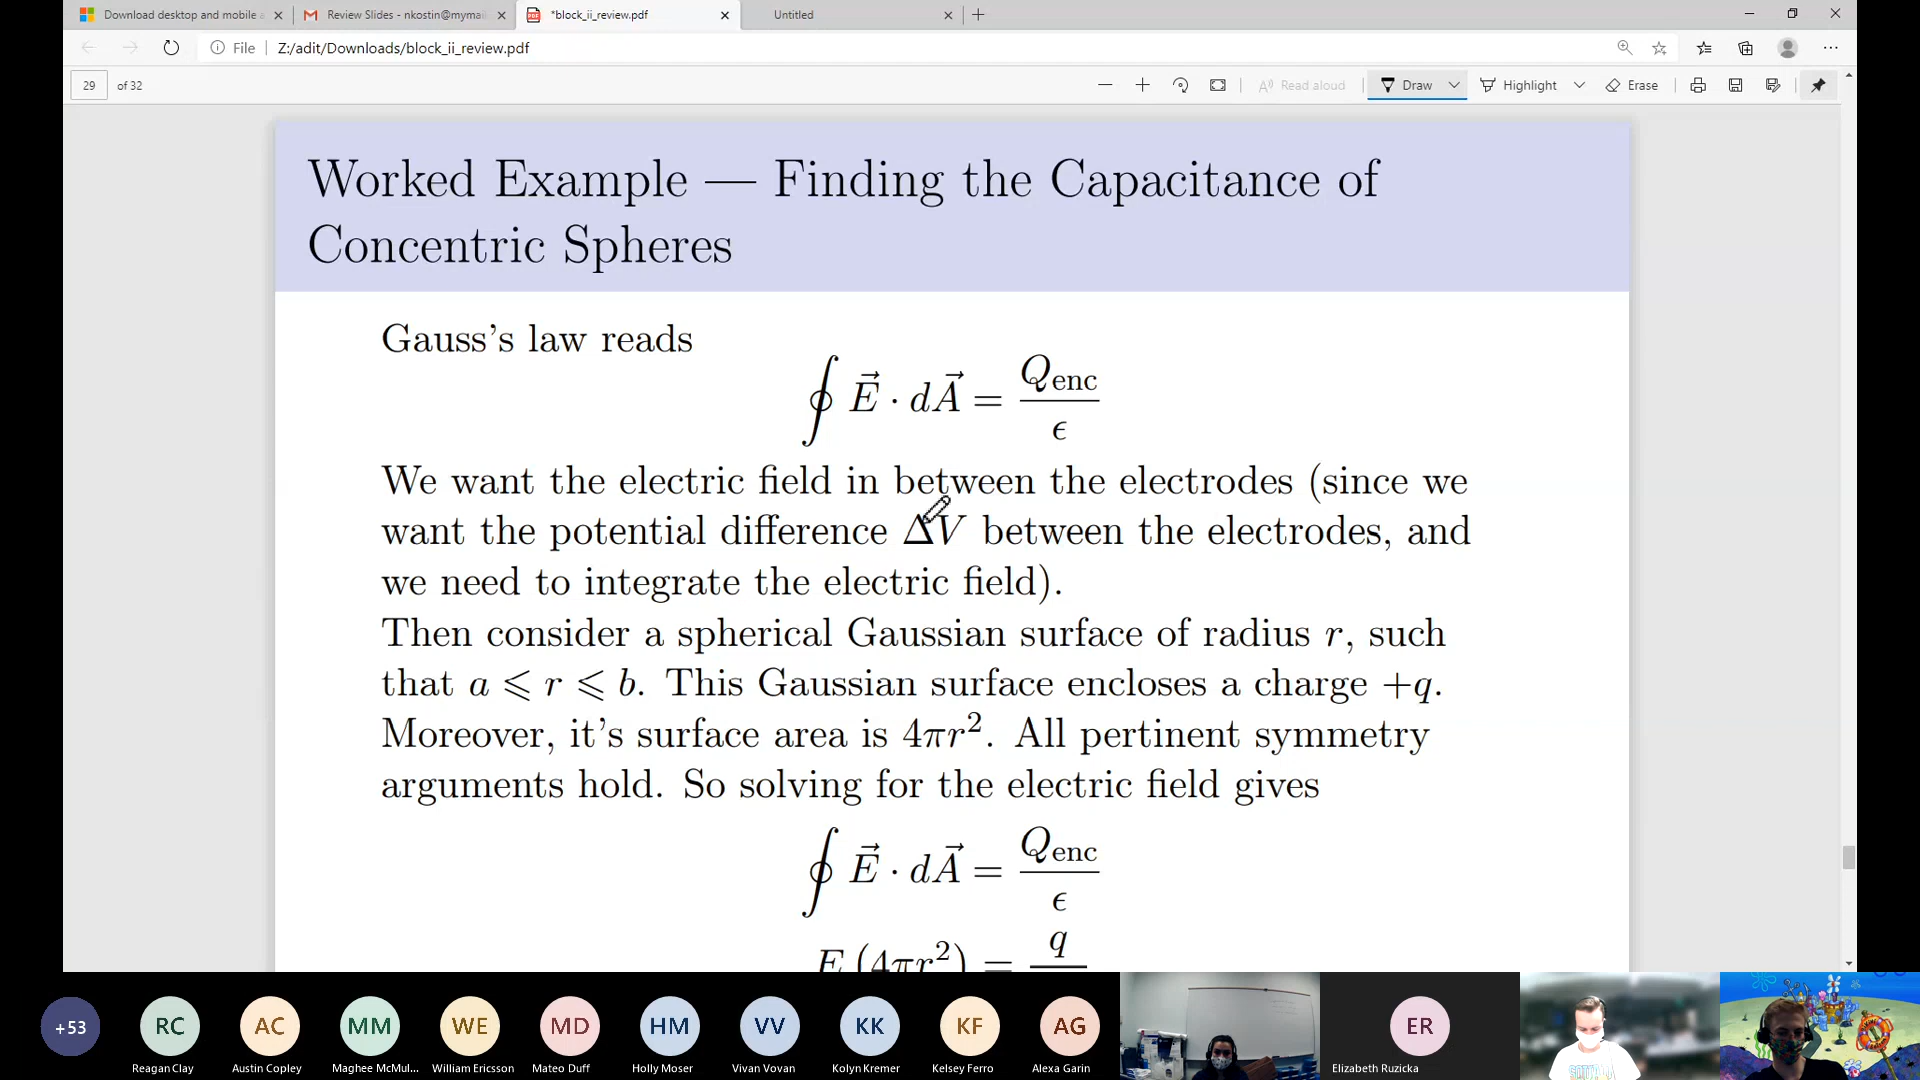 Download desktop and mobile a
Review Slides - nkostin@mymai
*block_ii_review.pdf
Untitled
File
Z:/adit/Downloads/block_ii_review.pdf
29 of 32
Read aloud
Draw
Highlight
Erase
Worked Example — Finding the Capacitance of
Concentric Spheres
Gauss's law reads
∮ E⃗ · dA⃗ = Qenc / ϵ
We want the electric field in between the electrodes (since we
want the potential difference ΔV between the electrodes, and
we need to integrate the electric field).
Then consider a spherical Gaussian surface of radius r, such
that a ⩽ r ⩽ b. This Gaussian surface encloses a charge +q.
Moreover, it's surface area is 4πr². All pertinent symmetry
arguments hold. So solving for the electric field gives
∮ E⃗ · dA⃗ = Qenc / ϵ
E (4πr²) = q
+53
RC
AC
MM
WE
MD
HM
VV
KK
KF
AG
ER
Reagan Clay
Austin Copley
Maghee McMul...
William Ericsson
Mateo Duff
Holly Moser
Vivan Vovan
Kolyn Kremer
Kelsey Ferro
Alexa Garin
Elizabeth Ruzicka